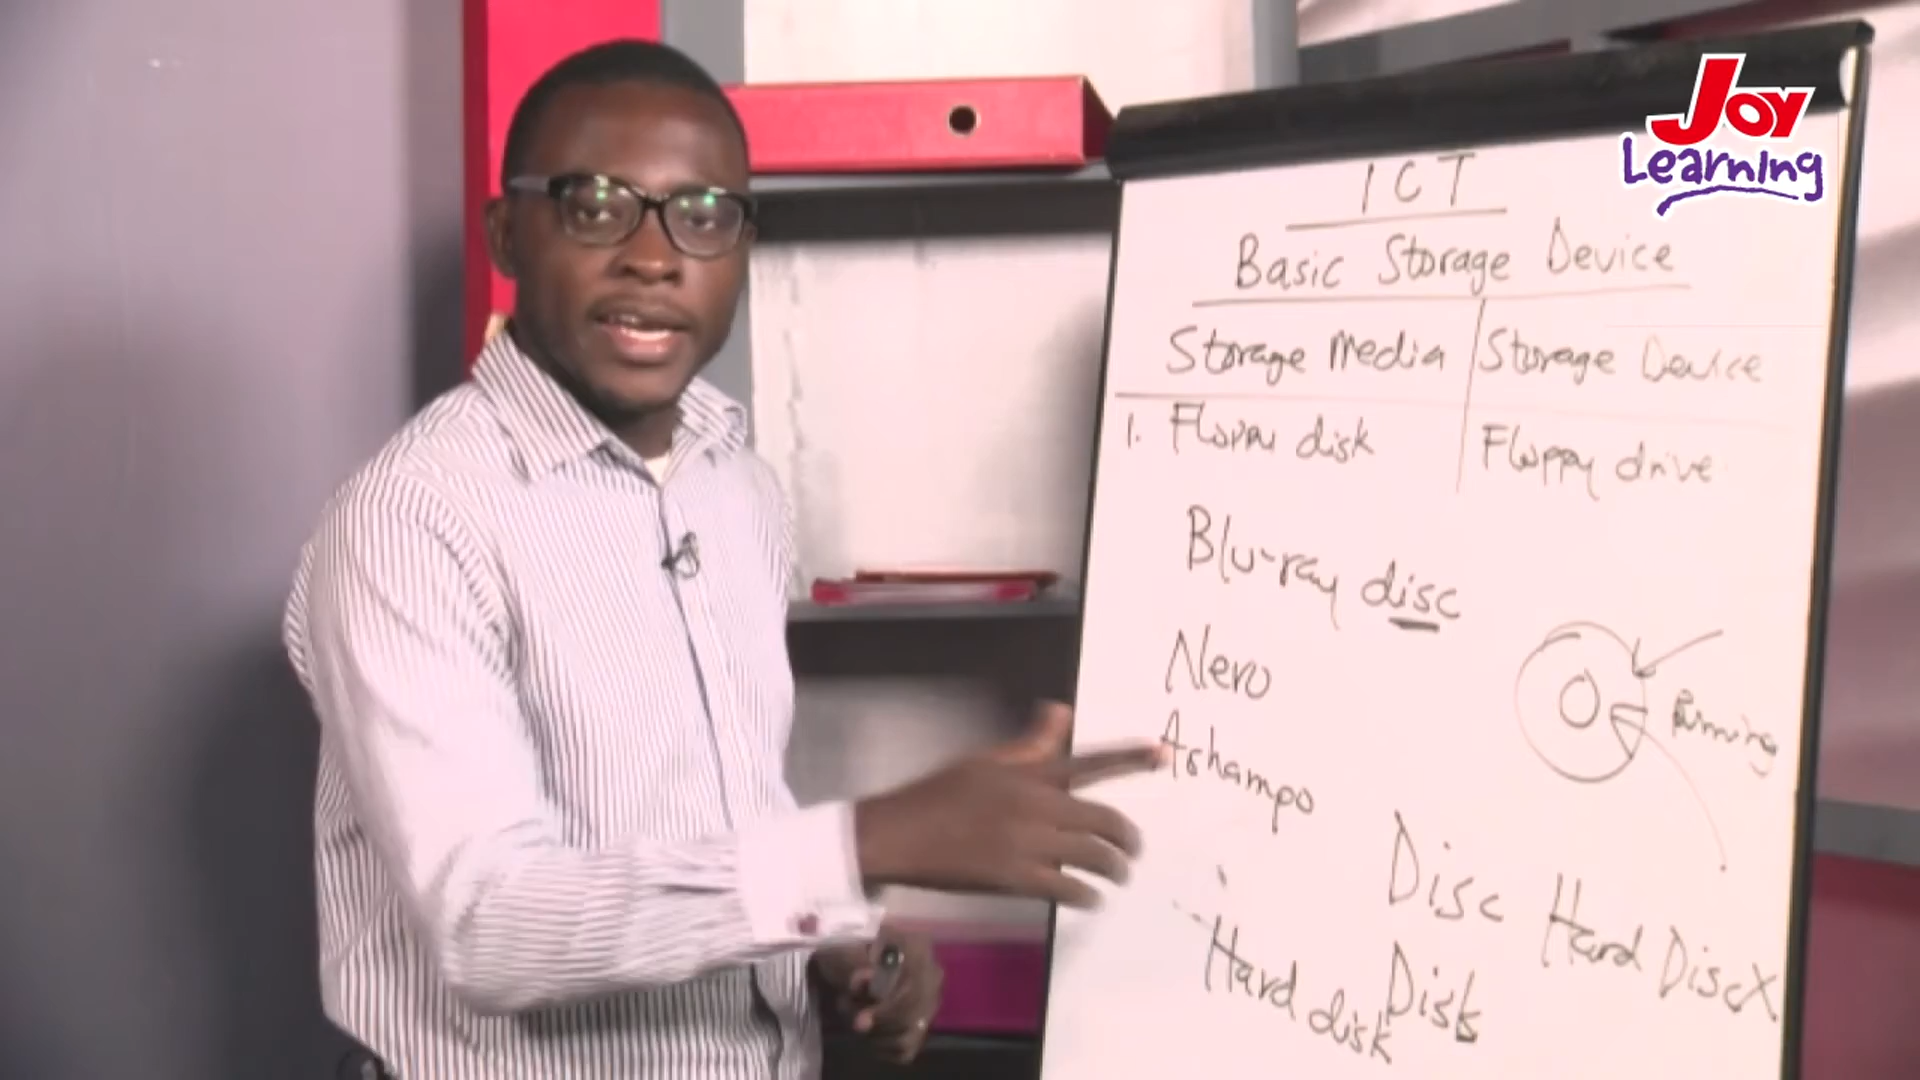 Joy
Learning
ICT
Basic Storage Device
Storage Media Storage Device
1. Floppy disk Floppy drive
Blu-ray disc
Nero
Burning
Ashampo
Disc
Hard Disc X
Hard disk
Disk